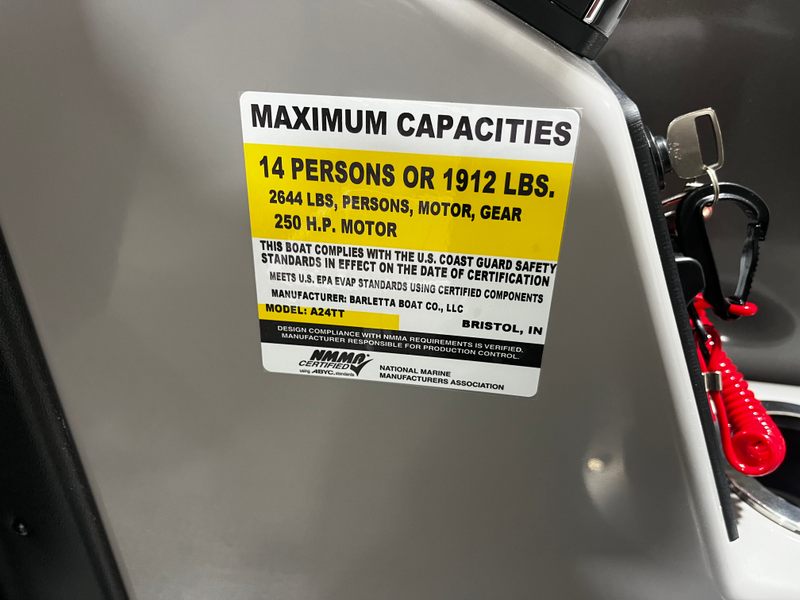 MAXIMUM CAPACITIES
14 PERSONS OR 1912 LBS.
2644 LBS, PERSONS, MOTOR, GEAR
250 H.P. MOTOR
THIS BOAT COMPLIES WITH THE U.S. COAST GUARD SAFETY
STANDARDS IN EFFECT ON THE DATE OF CERTIFICATION
MEETS U.S. EPA EVAP STANDARDS USING CERTIFIED COMPONENTS
MANUFACTURER: BARLETTA BOAT CO., LLC
MODEL: A24TT
BRISTOL, IN
DESIGN COMPLIANCE WITH NMMA REQUIREMENTS IS VERIFIED.
MANUFACTURER RESPONSIBLE FOR PRODUCTION CONTROL.
NMMA
CERTIFIED
using ABYC. standards
NATIONAL MARINE
MANUFACTURERS ASSOCIATION